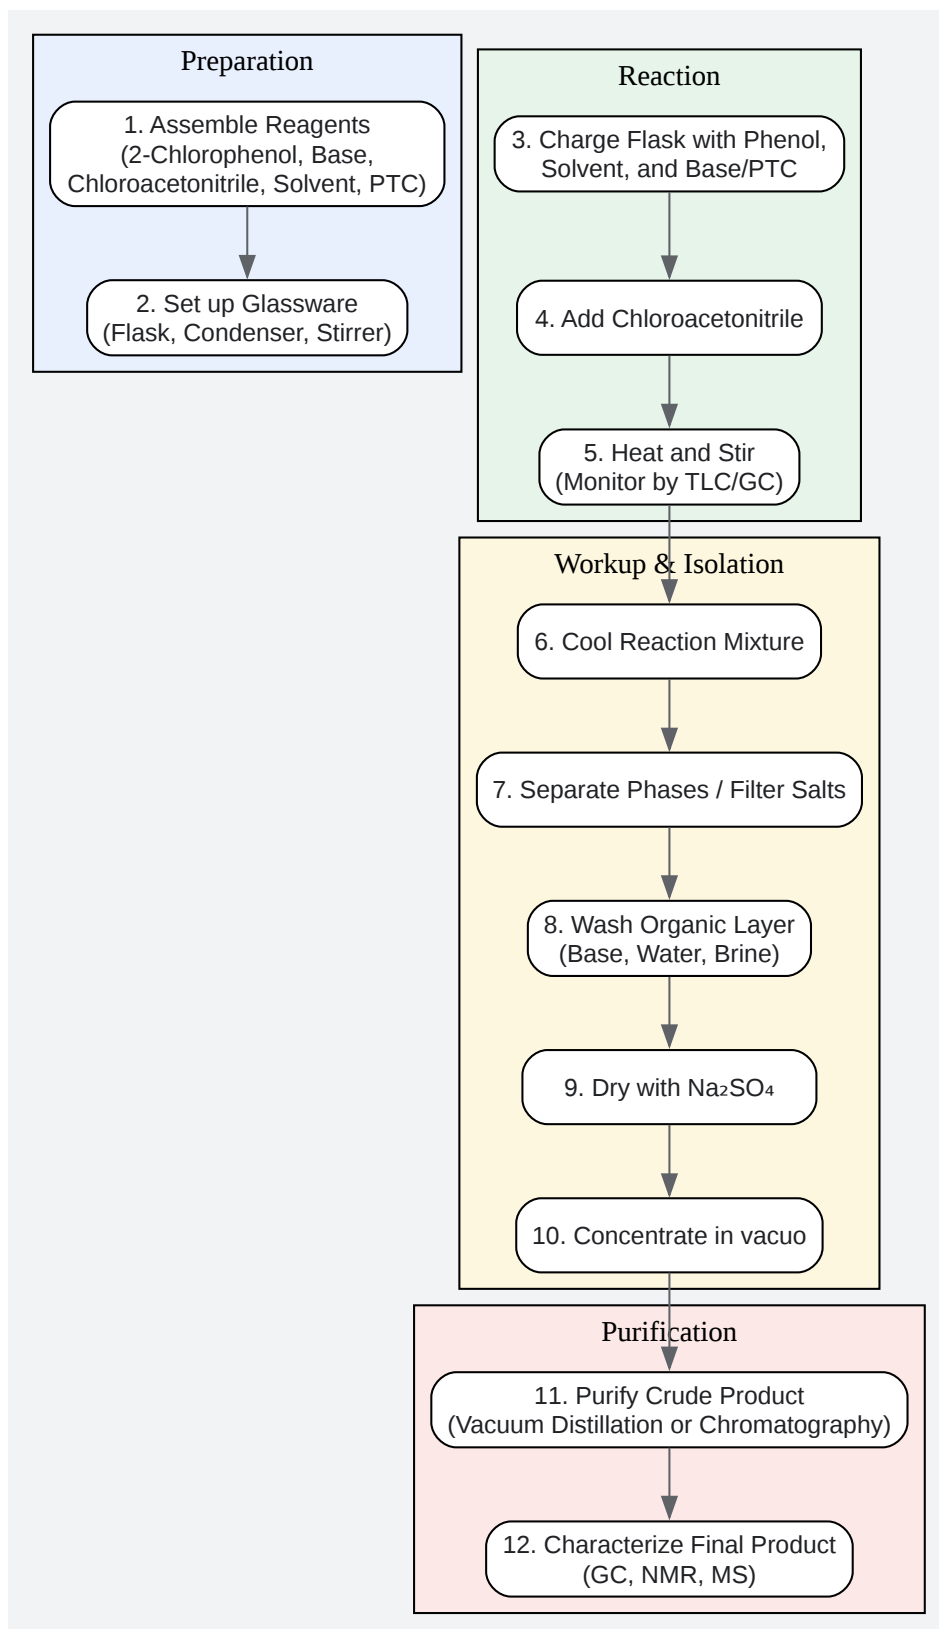 Preparation
1. Assemble Reagents
(2-Chlorophenol, Base,
Chloroacetonitrile, Solvent, PTC)
2. Set up Glassware
(Flask, Condenser, Stirrer)
Reaction
3. Charge Flask with Phenol,
Solvent, and Base/PTC
4. Add Chloroacetonitrile
5. Heat and Stir
(Monitor by TLC/GC)
Workup & Isolation
6. Cool Reaction Mixture
7. Separate Phases / Filter Salts
8. Wash Organic Layer
(Base, Water, Brine)
9. Dry with Na₂SO₄
10. Concentrate in vacuo
Purification
11. Purify Crude Product
(Vacuum Distillation or Chromatography)
12. Characterize Final Product
(GC, NMR, MS)